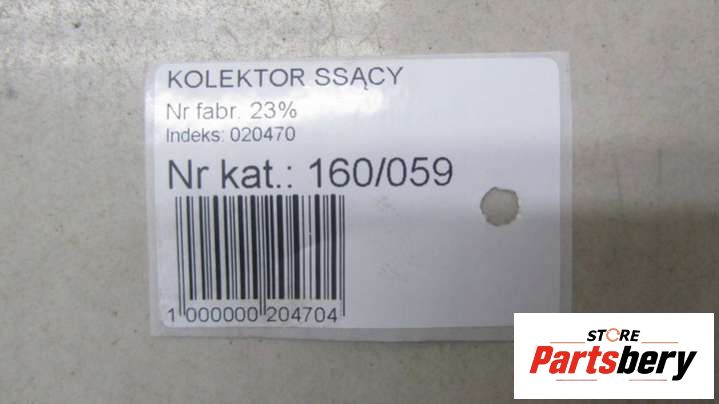 KOLEKTOR SSĄCY
Nr fabr. 23%
Indeks: 020470
Nr kat.: 160/059
1 000000 204704
STORE
Partsbery